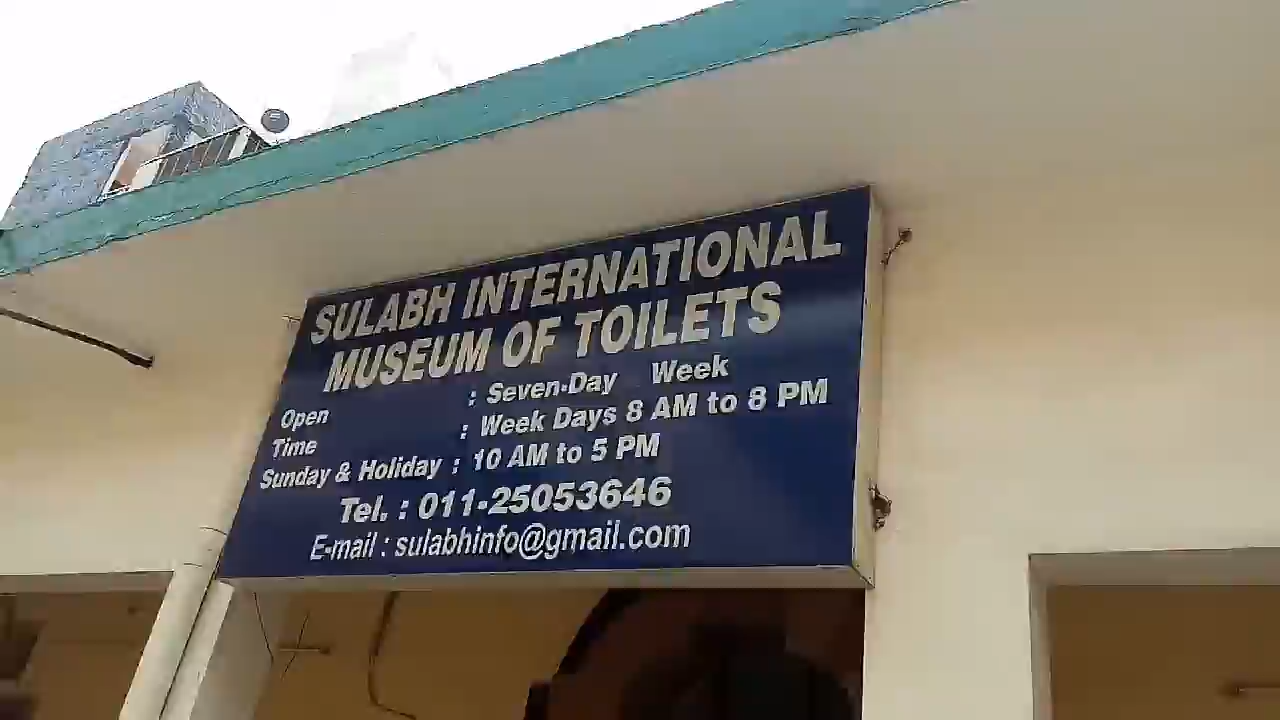 SULABH INTERNATIONAL
MUSEUM OF TOILETS
Open : Seven-Day Week
Time : Week Days 8 AM to 8 PM
Sunday & Holiday : 10 AM to 5 PM
Tel. : 011-25053646
E-mail : sulabhinfo@gmail.com